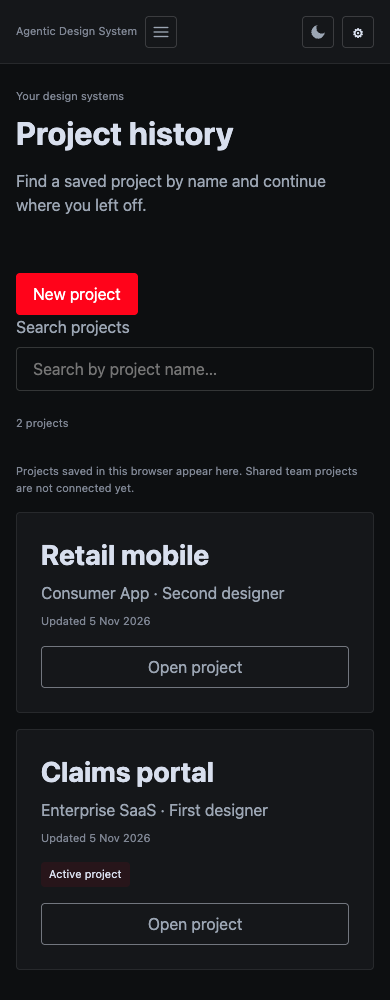 Agentic Design System
Your design systems
Project history
Find a saved project by name and continue
where you left off.
New project
Search projects
Search by project name...
2 projects
Projects saved in this browser appear here. Shared team projects
are not connected yet.
Retail mobile
Consumer App · Second designer
Updated 5 Nov 2026
Open project
Claims portal
Enterprise SaaS · First designer
Updated 5 Nov 2026
Active project
Open project